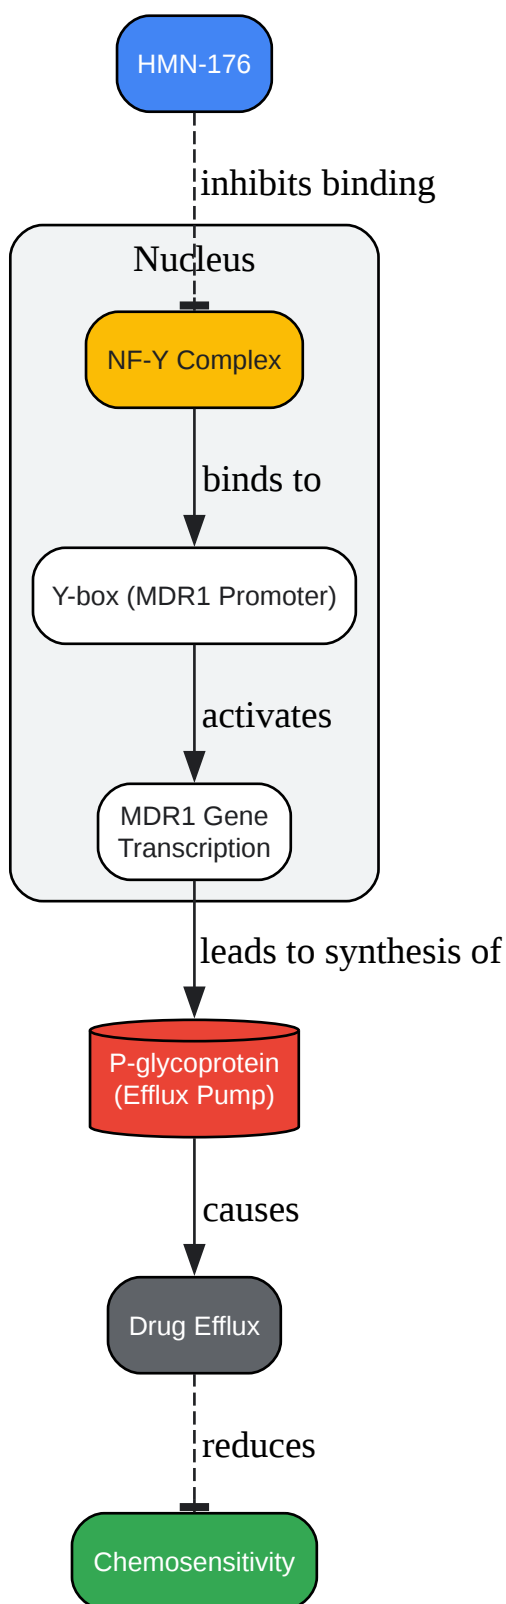 HMN-176
inhibits binding
Nucleus
NF-Y Complex
binds to
Y-box (MDR1 Promoter)
activates
MDR1 Gene
Transcription
leads to synthesis of
P-glycoprotein
(Efflux Pump)
causes
Drug Efflux
reduces
Chemosensitivity